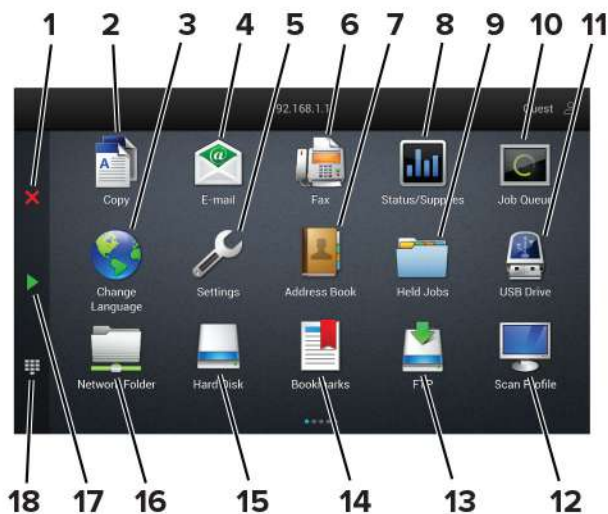 1 2 3 4 5 6 7 8 9 10 11
192.168.1.1 Guest
Copy E-mail Fax Status/Supplies Job Queue
Change
Language Settings Address Book Held Jobs USB Drive
Network Folder Hard Disk Bookmarks FTP Scan Profile
18 17 16 15 14 13 12